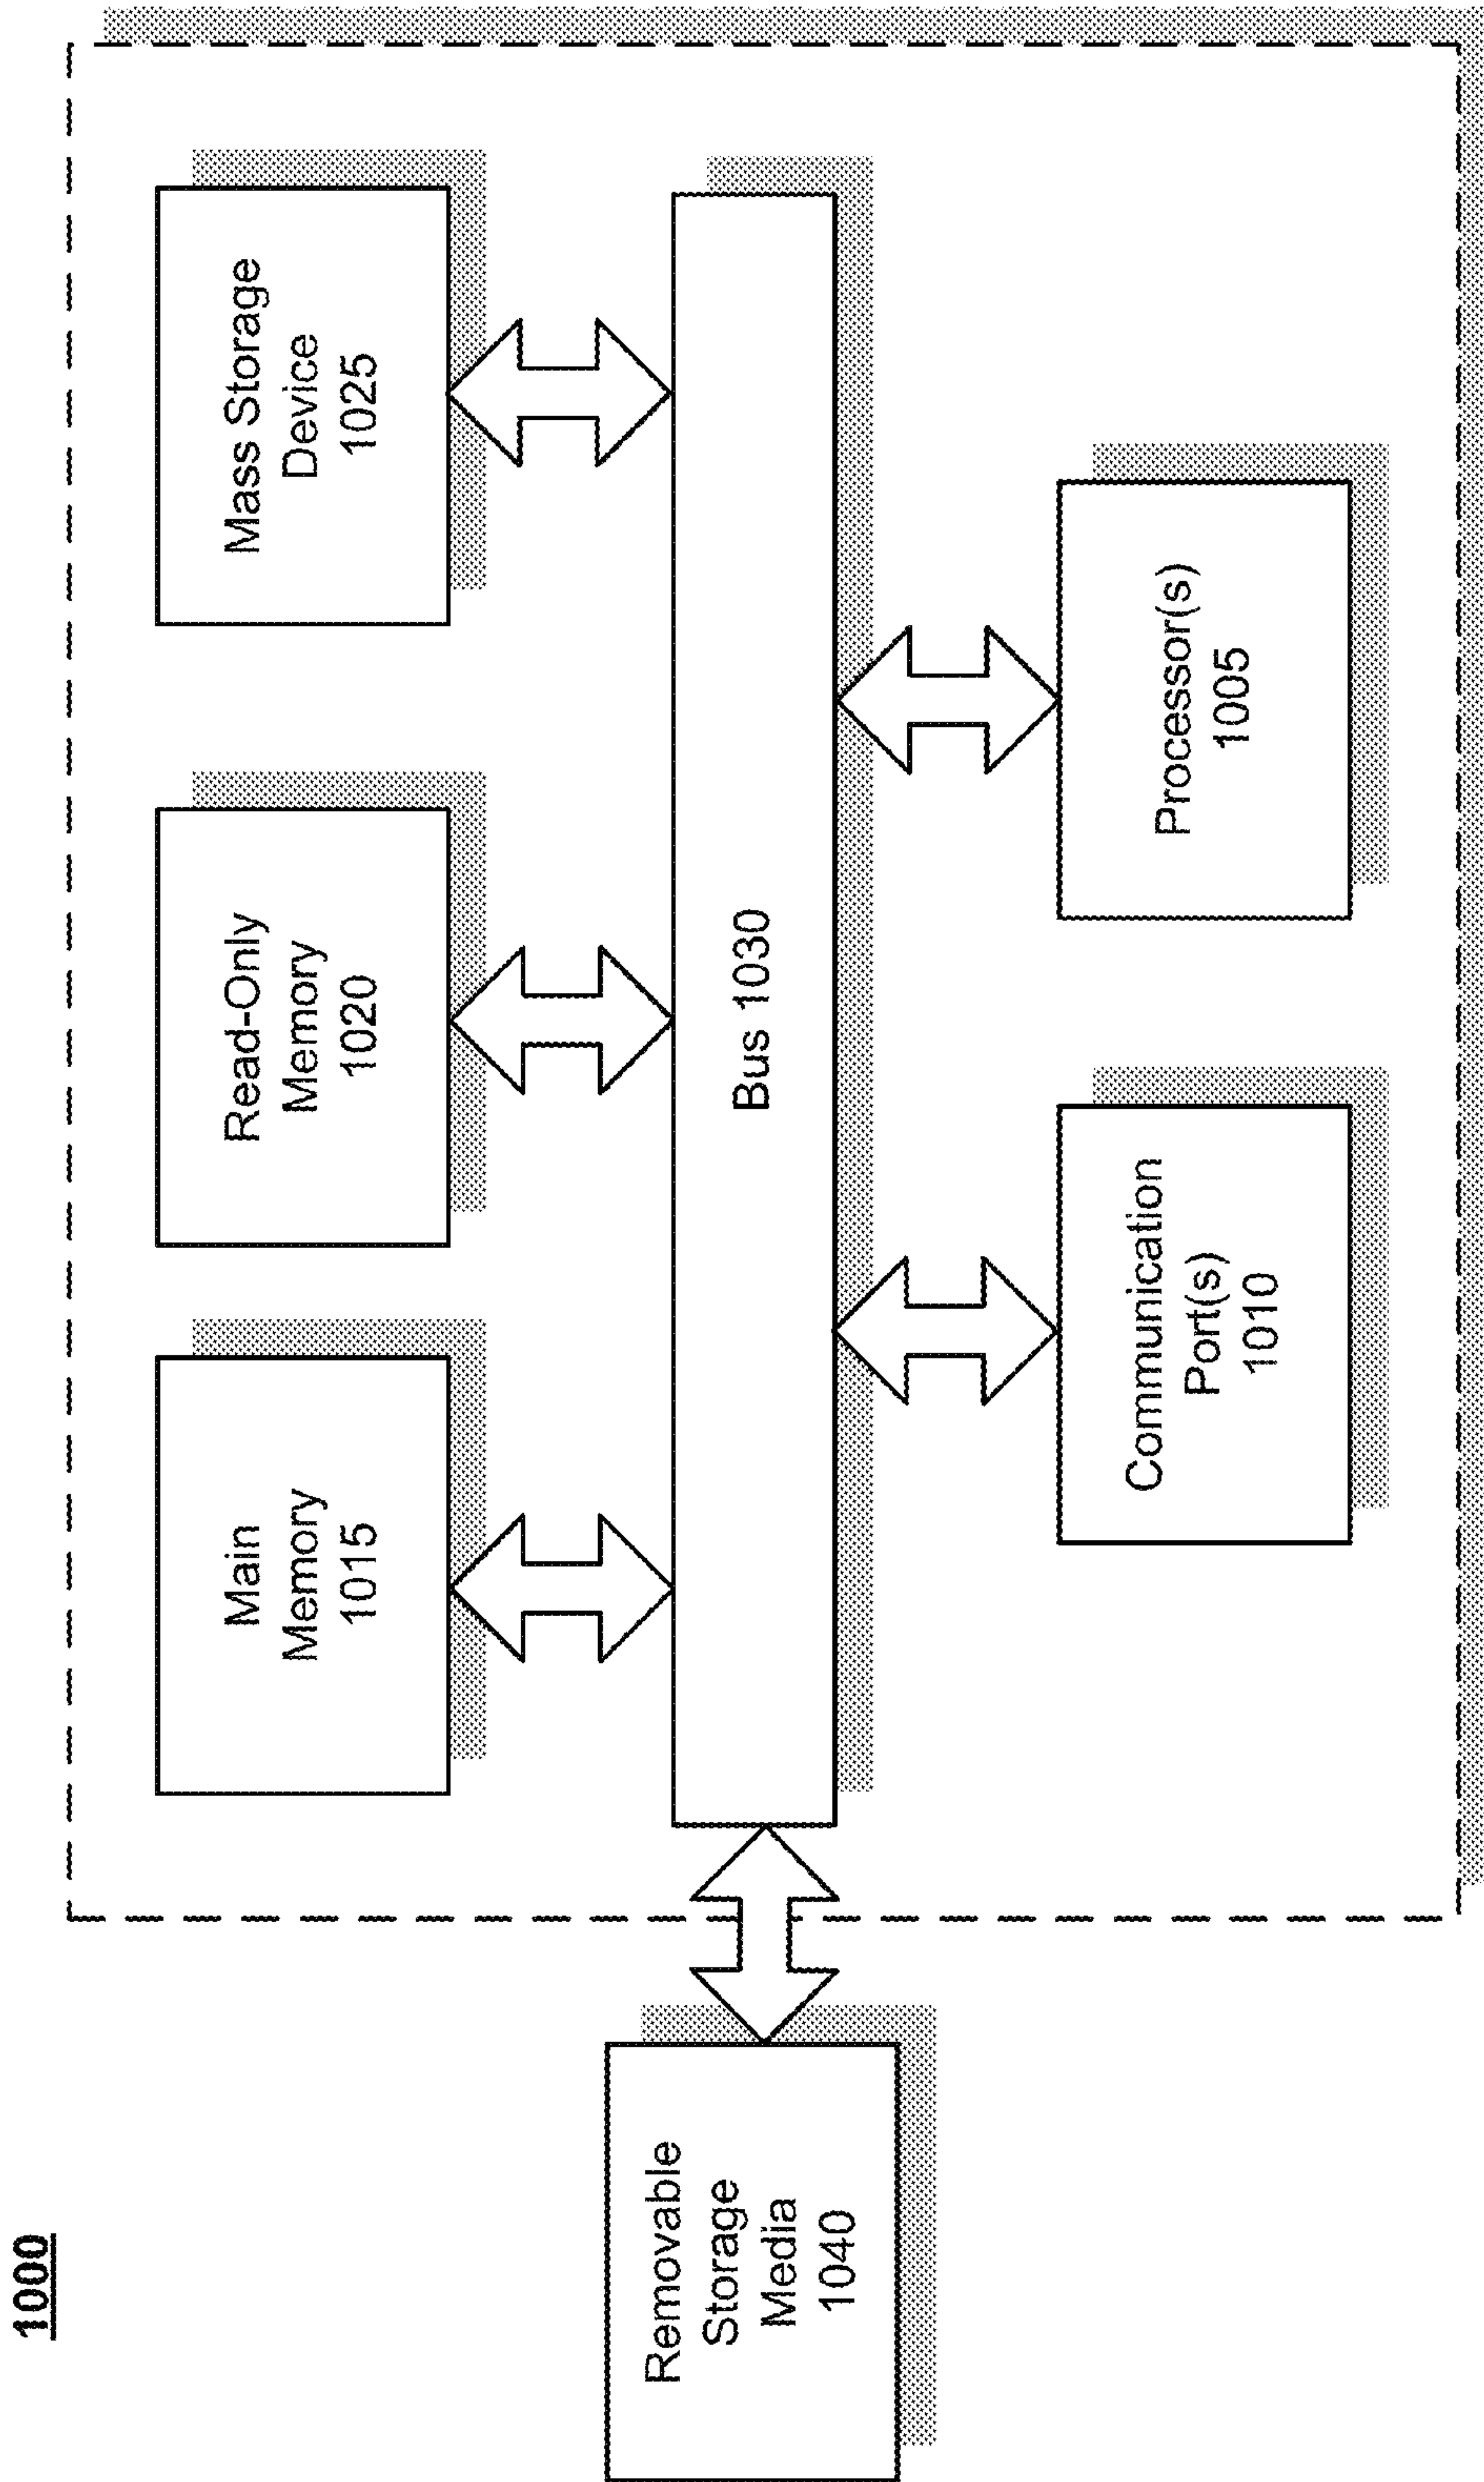 1000
Main
Memory
1015
Read-Only
Memory
1020
Mass Storage
Device
1025
Removable
Storage
Media
1040
Bus 1030
Communication
Port(s)
1010
Processor(s)
1005